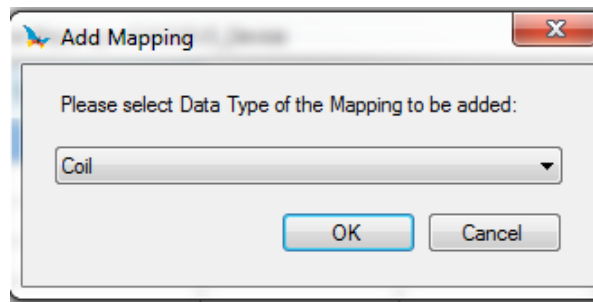 Add Mapping
Please select Data Type of the Mapping to be added:
Coil
OK
Cancel